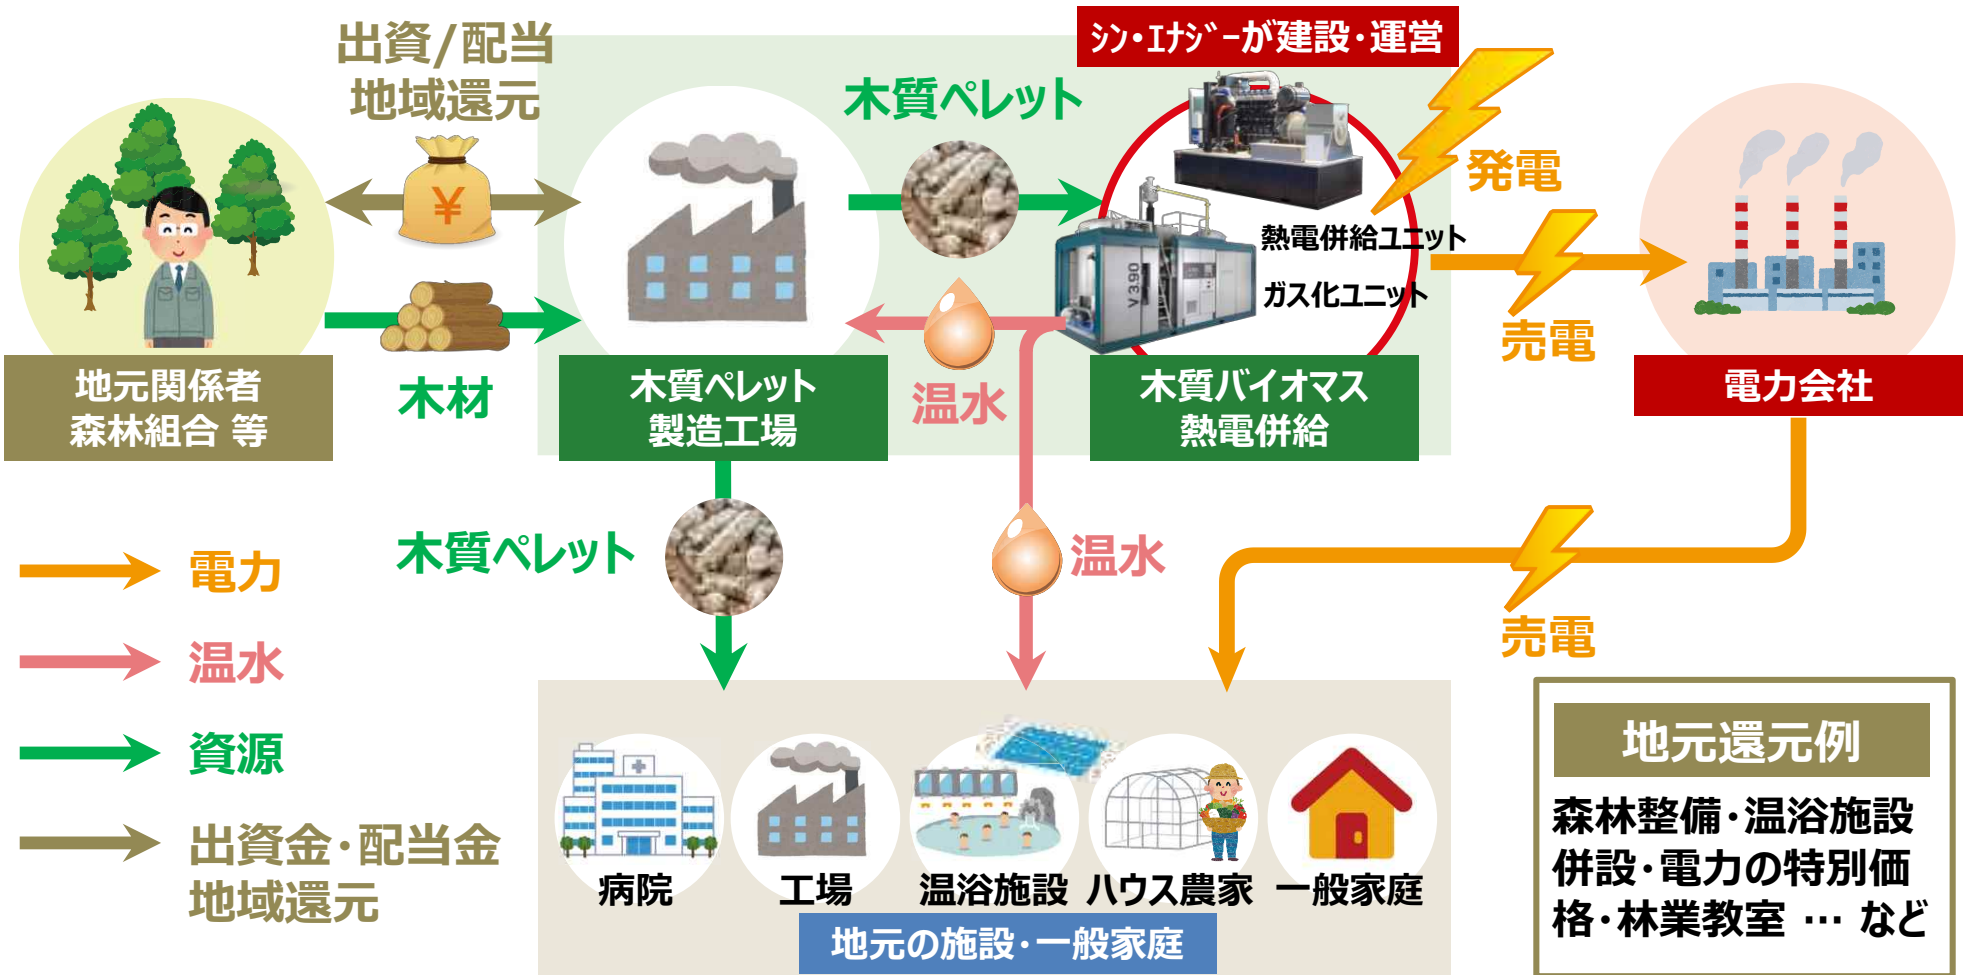 出資/配当
地域還元
シン・エナジーが建設・運営
木質ペレット
発電
¥
熱電併給ユニット
V3.90
ガス化ユニット
売電
地元関係者
森林組合 等
木材
木質ペレット
製造工場
温水
木質バイオマス
熱電併給
電力会社
木質ペレット
温水
売電
電力
温水
資源
出資金・配当金
地域還元
病院
工場
温浴施設
ハウス農家
一般家庭
地元の施設・一般家庭
地元還元例
森林整備・温浴施設
併設・電力の特別価
格・林業教室 … など